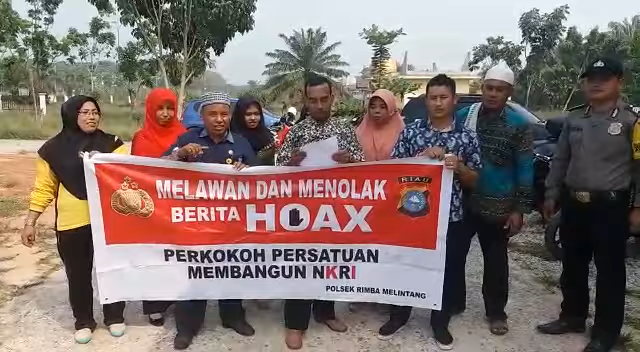 MELAWAN DAN MENOLAK
BERITA HOAX
RIAU
PERKOKOH PERSATUAN
MEMBANGUN NKRI
POLSEK RIMBA MELINTANG